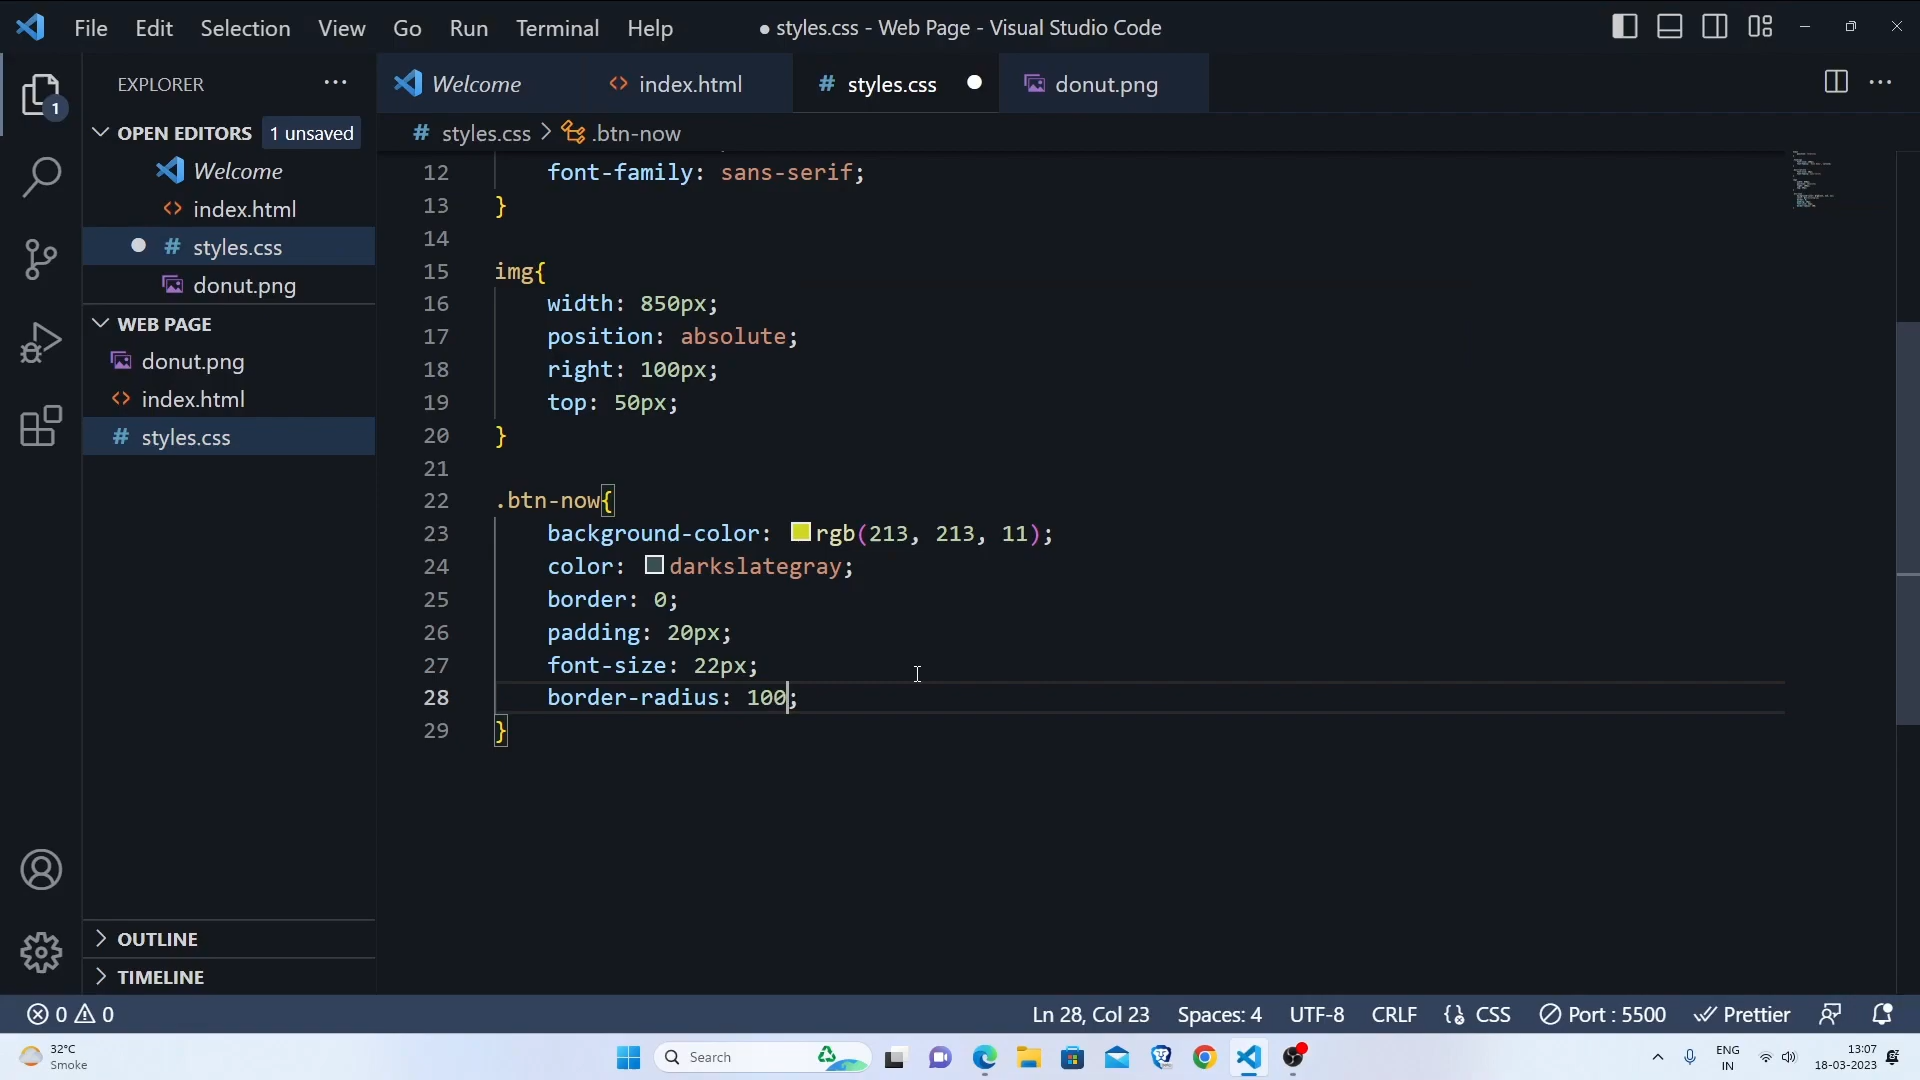 File Edit Selection View Go Run Terminal Help
● styles.css - Web Page - Visual Studio Code
EXPLORER
Welcome
index.html
styles.css
donut.png
OPEN EDITORS 1 unsaved
Welcome
index.html
styles.css
donut.png
WEB PAGE
donut.png
index.html
styles.css
OUTLINE
TIMELINE
1
# styles.css > .btn-now
12 font-family: sans-serif;
13 }
14
15 img{
16 width: 850px;
17 position: absolute;
18 right: 100px;
19 top: 50px;
20 }
21
22 .btn-now{
23 background-color: rgb(213, 213, 11);
24 color: darkslategray;
25 border: 0;
26 padding: 20px;
27 font-size: 22px;
28 border-radius: 100;
29 }
0 0
Ln 28, Col 23 Spaces: 4 UTF-8 CRLF {} CSS Port : 5500 Prettier
32°C
Smoke
Search
ENG
IN
13:07
18-03-2023